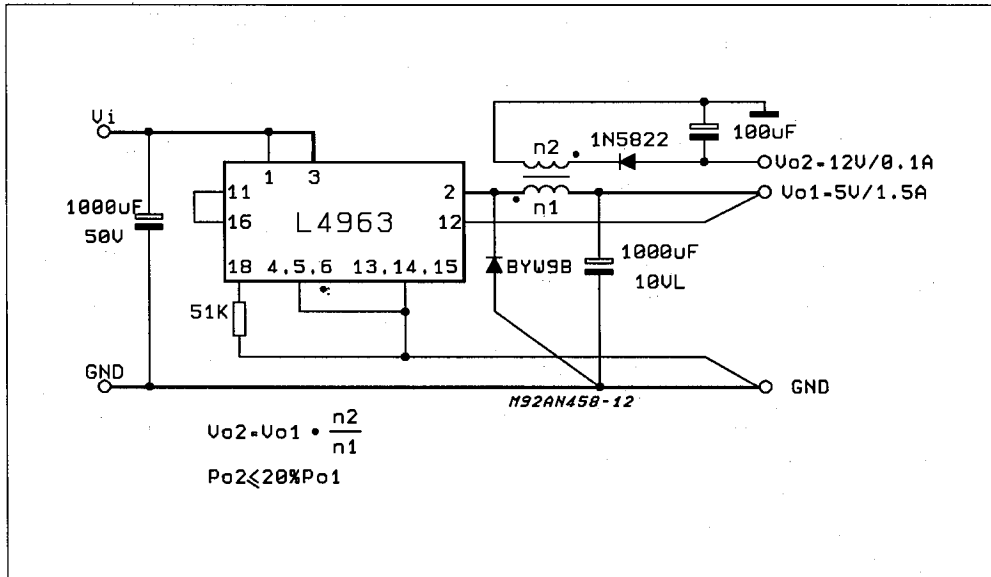 Vi
1000uF
50V
1
3
11
16
L4963
2
12
18
4,5,6
13,14,15
51K
n2
n1
1N5822
100uF
Vo2=12V/0.1A
Vo1=5V/1.5A
BYW9B
1000uF
10VL
GND
GND
M92AN458-12
Vo2=Vo1 • n2
n1
Po2≤20%Po1